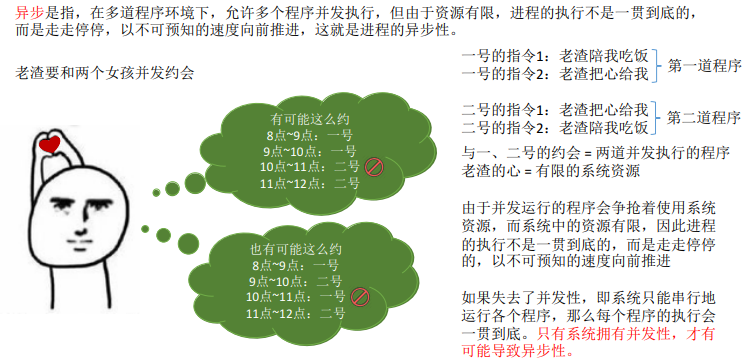 异步是指，在多道程序环境下，允许多个程序并发执行，但由于资源有限，进程的执行不是一贯到底的，
而是走走停停，以不可预知的速度向前推进，这就是进程的异步性。
老渣要和两个女孩并发约会
有可能这么约
8点~9点：一号
9点~10点：一号
10点~11点：二号
11点~12点：二号
也有可能这么约
8点~9点：一号
9点~10点：二号
10点~11点：一号
11点~12点：二号
一号的指令1：老渣陪我吃饭
一号的指令2：老渣把心给我
第一道程序
二号的指令1：老渣把心给我
二号的指令2：老渣陪我吃饭
第二道程序
与一、二号的约会 = 两道并发执行的程序
老渣的心 = 有限的系统资源
由于并发运行的程序会争抢着使用系统
资源，而系统中的资源有限，因此进程
的执行不是一贯到底的，而是走走停停
的，以不可预知的速度向前推进
如果失去了并发性，即系统只能串行地
运行各个程序，那么每个程序的执行会
一贯到底。只有系统拥有并发性，才有
可能导致异步性。